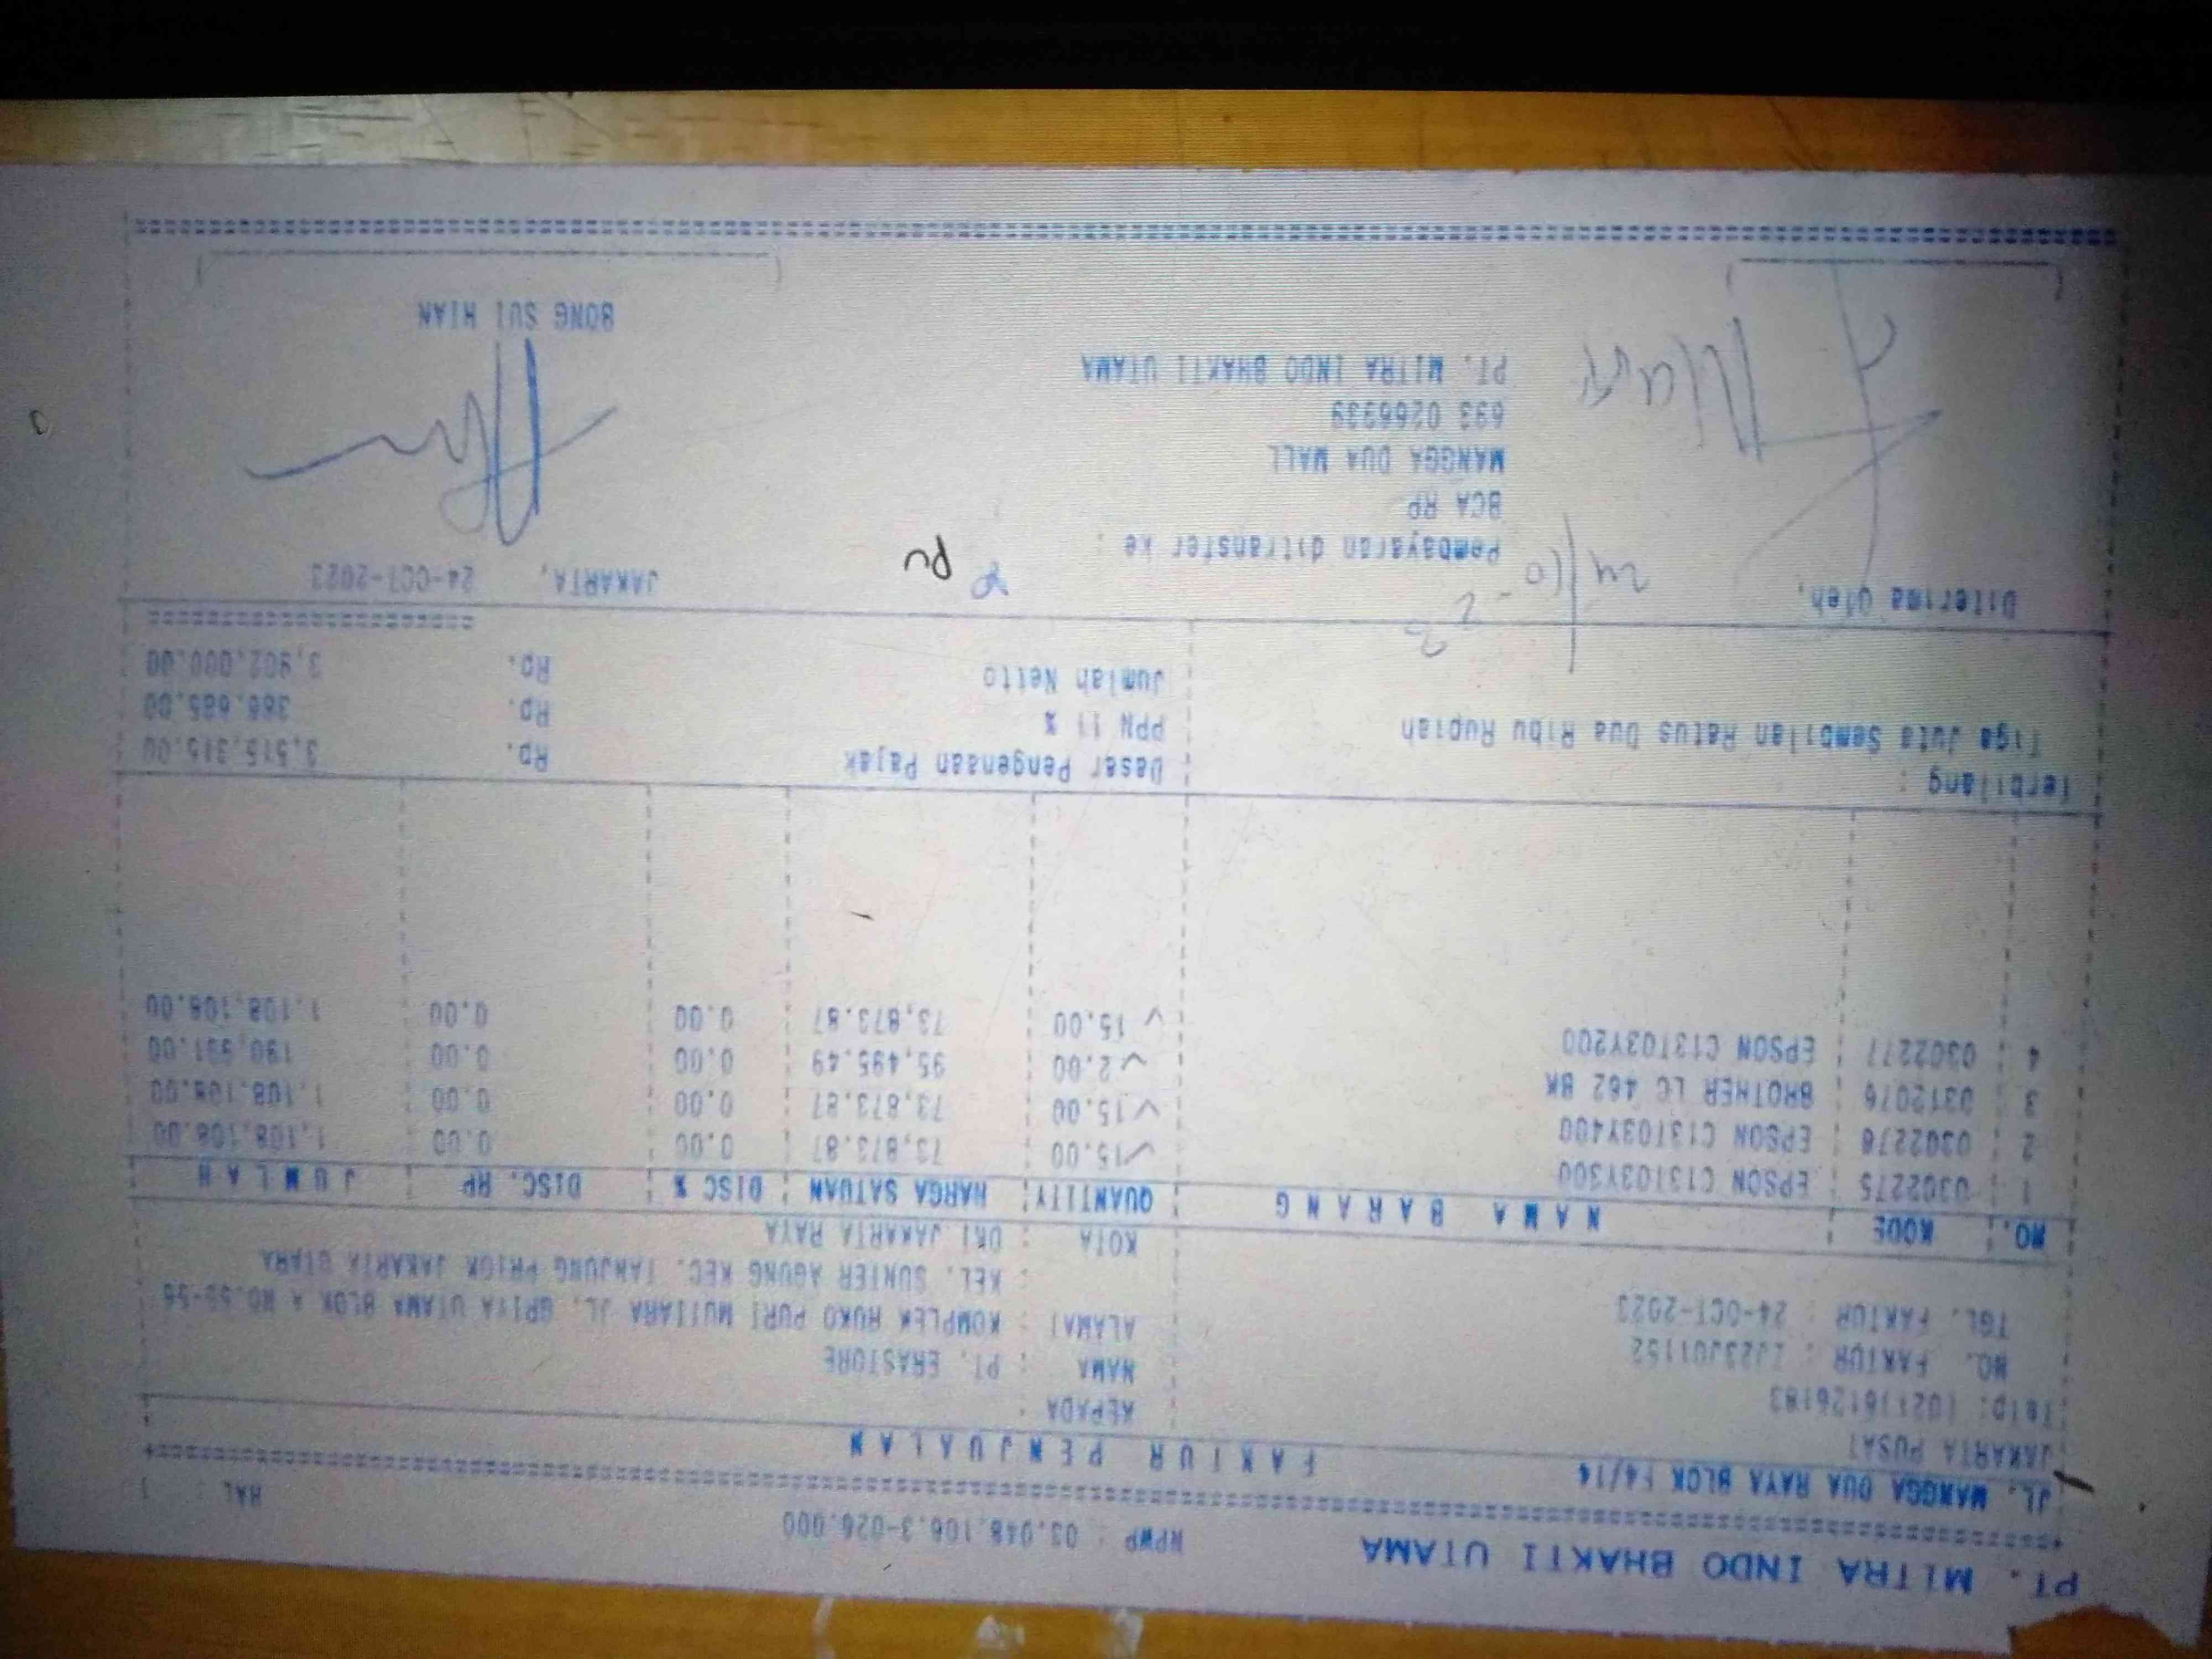 PT. MITRA INDO BHAKTI UTAMA
NPWP : 03.048.106.3-026.000
HAL :
JL. MANGGA DUA RAYA BLOK F4/14
FAKTUR PENJUALAN
JAKARTA PUSAT
Telp: (021)6126183
KEPADA :
NO. FAKTUR : IJ23J01152
NAMA : PT. ERASTORE
TGL. FAKTUR : 24-OCT-2023
ALAMAT : KOMPLEK RUKO PURI MUTIARA JL. GRIYA UTAMA BLOK A NO.55-56
: KEL. SUNTER AGUNG KEC. TANJUNG PRIOK JAKARTA UTARA
KOTA : DKI JAKARTA RAYA
NO. KODE NAMA BARANG QUANTITY HARGA SATUAN DISC % DISC. RP JUMLAH
1 0302275 EPSON C13T03Y300 15.00 73,873.87 0.00 0.00 1,108,108.00
2 0302276 EPSON C13T03Y400 15.00 73,873.87 0.00 0.00 1,108,108.00
3 0312076 BROTHER LC 462 BK 2.00 95,495.49 0.00 0.00 190,991.00
4 0302277 EPSON C13T03Y200 15.00 73,873.87 0.00 0.00 1,108,108.00
Terbilang :
Tiga Juta Sembilan Ratus Dua Ribu Rupiah
Dasar Pengenaan Pajak Rp. 3,515,315.00
PPN 11 % Rp. 386,685.00
Jumlah Netto Rp. 3,902,000.00
Diterima Oleh,
JAKARTA, 24-OCT-2023
Pembayaran ditransfer ke :
BCA RP
MANGGA DUA MALL
693 0266939
PT. MITRA INDO BHAKTI UTAMA
BONG SUI HIAN